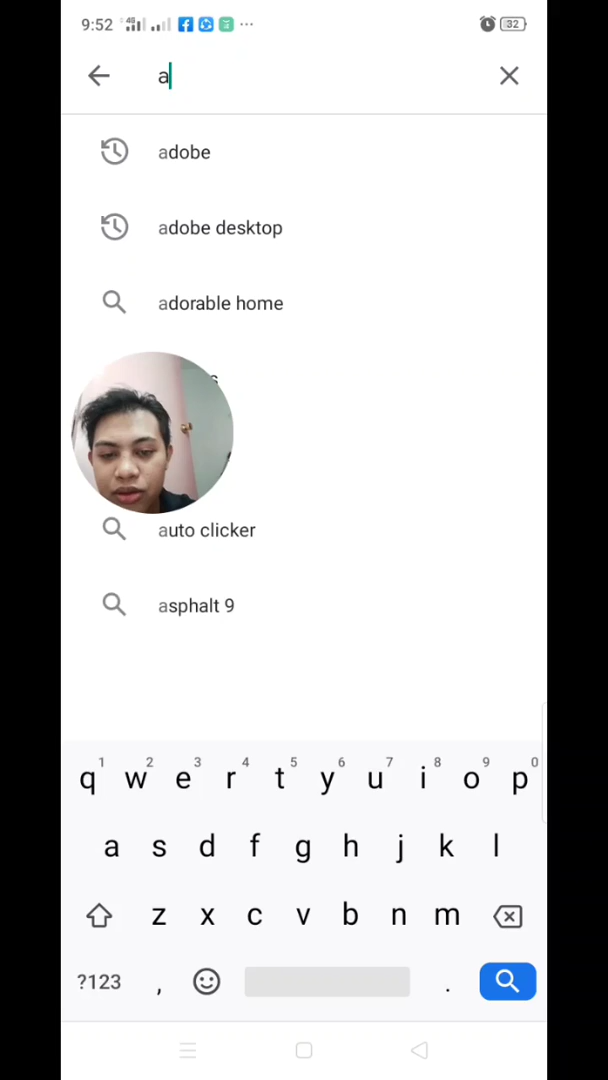 9:52 4G 32
a
adobe
adobe desktop
adorable home
auto clicker
asphalt 9
1 2 3 4 5 6 7 8 9 0
q w e r t y u i o p
a s d f g h j k l
z x c v b n m
?123 , .